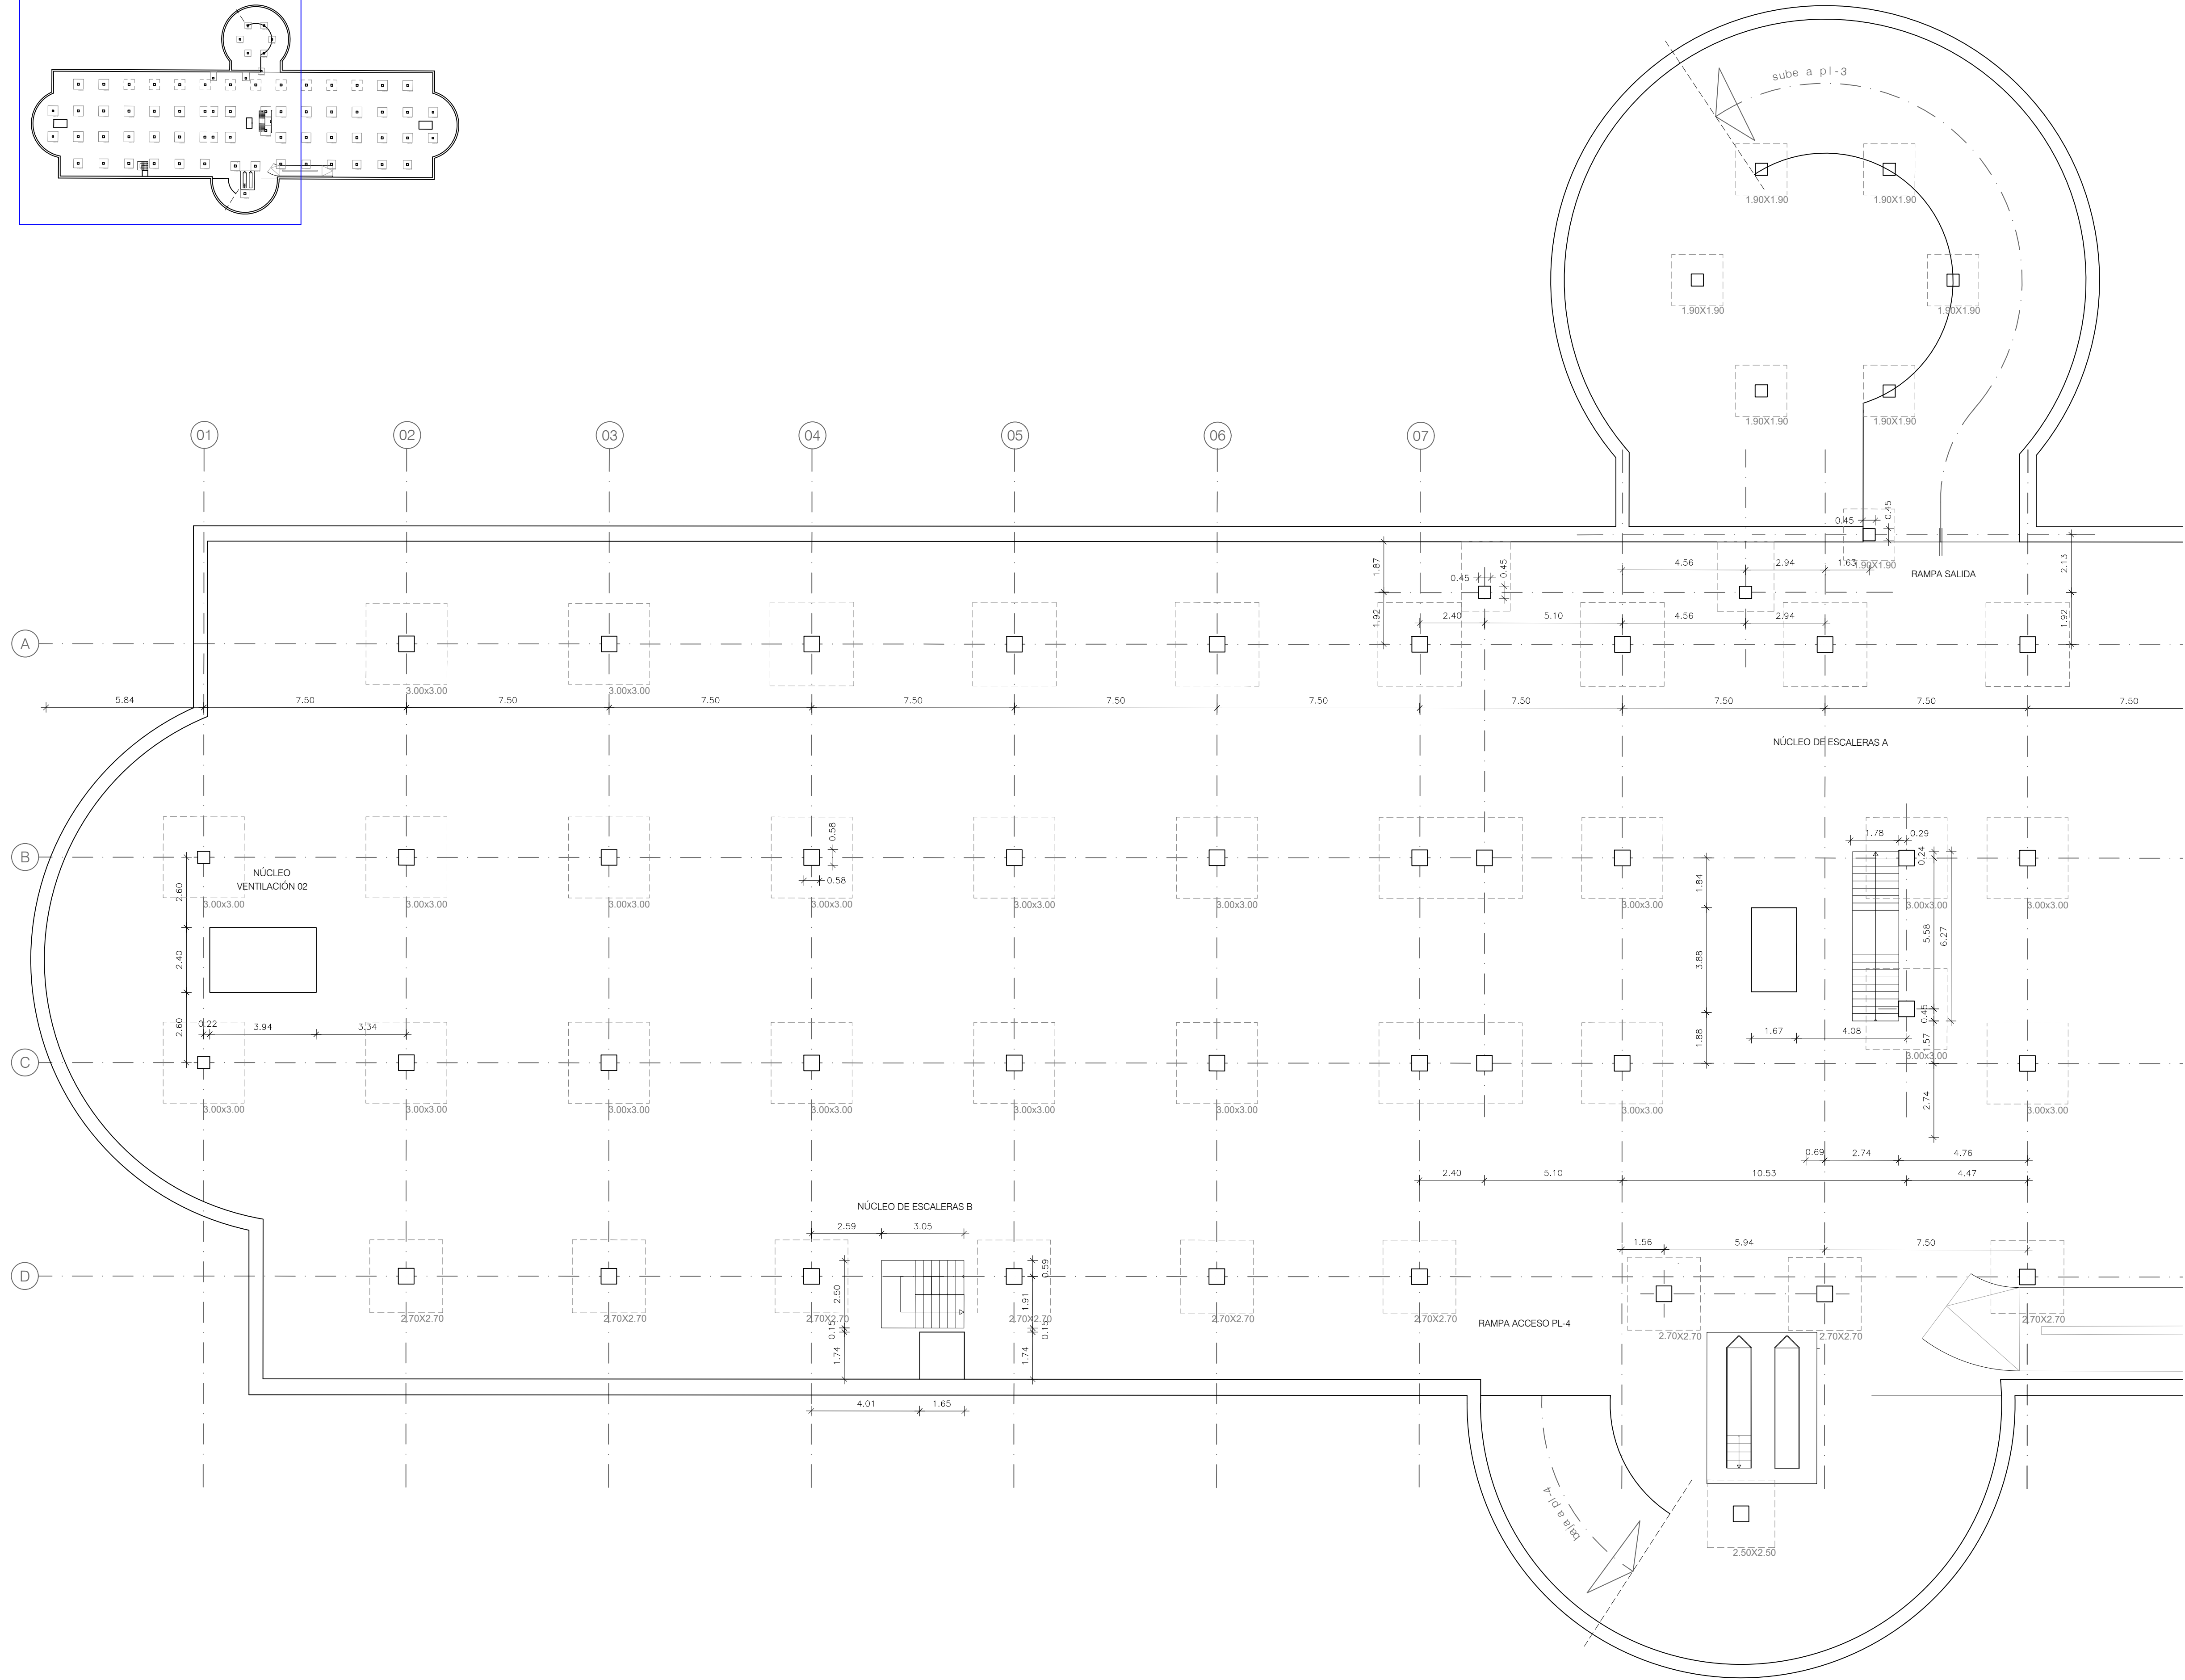 sube a pl-3
1.90X1.90
1.90X1.90
1.90X1.90
1.90X1.90
1.90X1.90
1.90X1.90
01
02
03
04
05
06
07
0.45
0.45
1.87
0.45
0.45
4.56
2.94
1.63
1.90X1.90
2.13
RAMPA SALIDA
1.92
2.40
5.10
4.56
2.94
1.92
A
3.00x3.00
3.00x3.00
5.84
7.50
7.50
7.50
7.50
7.50
7.50
7.50
7.50
7.50
7.50
NÚCLEO DE ESCALERAS A
0.58
1.78
0.29
B
0.24
NÚCLEO
VENTILACIÓN 02
0.58
2.60
1.84
3.00x3.00
3.00x3.00
3.00x3.00
3.00x3.00
3.00x3.00
3.00x3.00
3.00x3.00
3.00x3.00
5.58
6.27
2.40
3.88
0.45
2.60
0.22
3.94
3.34
1.88
1.67
4.08
1.57
3.00x3.00
C
2.74
3.00x3.00
3.00x3.00
3.00x3.00
3.00x3.00
3.00x3.00
3.00x3.00
3.00x3.00
3.00x3.00
0.69
2.74
4.76
2.40
5.10
10.53
4.47
NÚCLEO DE ESCALERAS B
2.59
3.05
1.56
5.94
7.50
0.59
D
2.50
1.91
2.70X2.70
2.70X2.70
2.70X2.70
2.70X2.70
2.70X2.70
2.70X2.70
2.70X2.70
RAMPA ACCESO PL-4
0.15
0.15
2.70X2.70
2.70X2.70
1.74
1.74
4.01
1.65
baja a pl-4
2.50X2.50